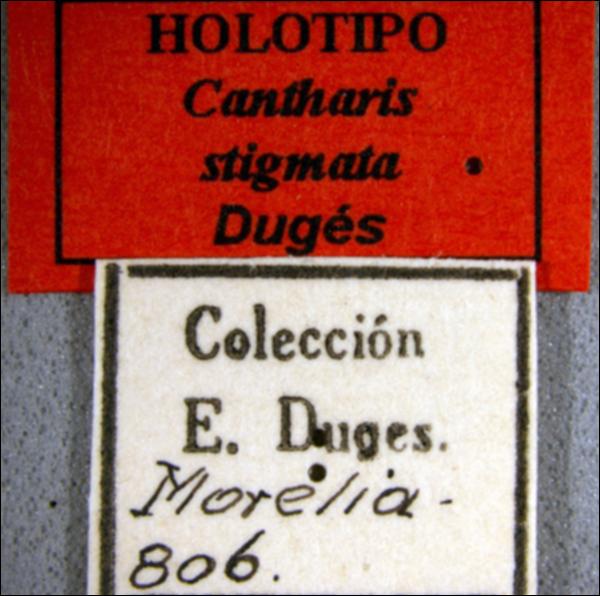 HOLOTIPO
Cantharis
stigmata
Dugés
Colección
E. Duges.
Morelia-
806.